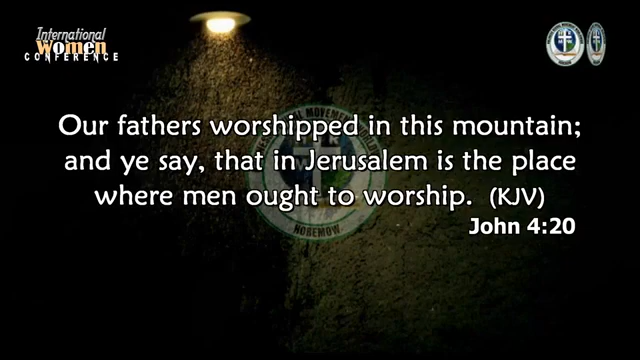 International
Women
CONFERENCE
Our fathers worshipped in this mountain;
and ye say, that in Jerusalem is the place
where men ought to worship. (KJV)
John 4:20
HOREMOW